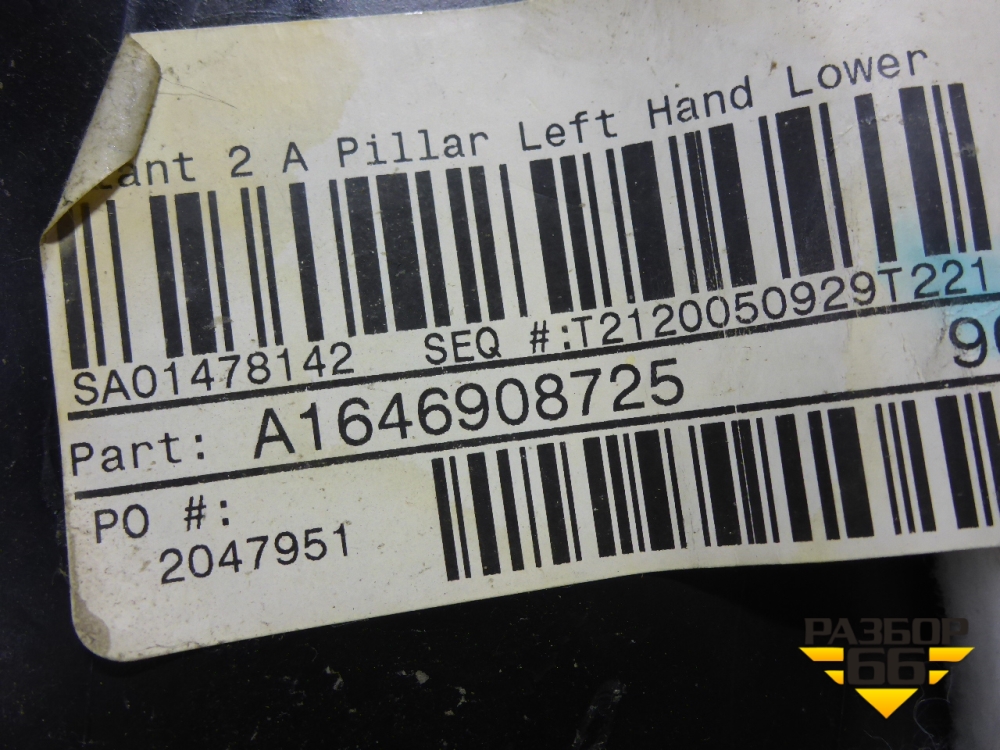 ant 2 A Pillar Left Hand Lower
SA01478142 SEQ #:T2120050929T221
Part: A1646908725
PO #:
2047951
РАЗБОР
66